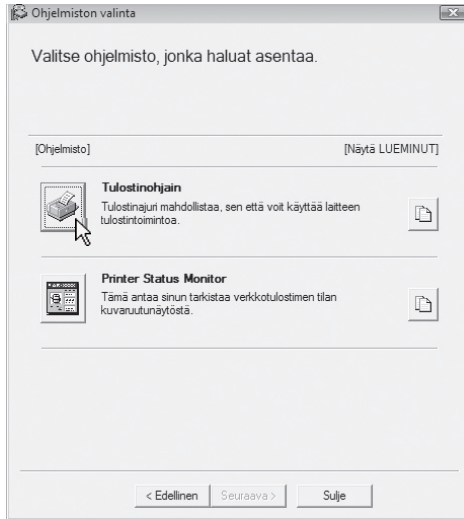 Ohjelmiston valinta
Valitse ohjelmisto, jonka haluat asentaa.
[Ohjelmisto] [Näytä LUEMINUT]
Tulostinohjain
Tulostinajuri mahdollistaa, sen että voit käyttää laitteen
tulostintoimintoa.
Printer Status Monitor
Tämä antaa sinun tarkistaa verkkotulostimen tilan
kuvaruutunäytöstä.
< Edellinen Seuraava > Sulje